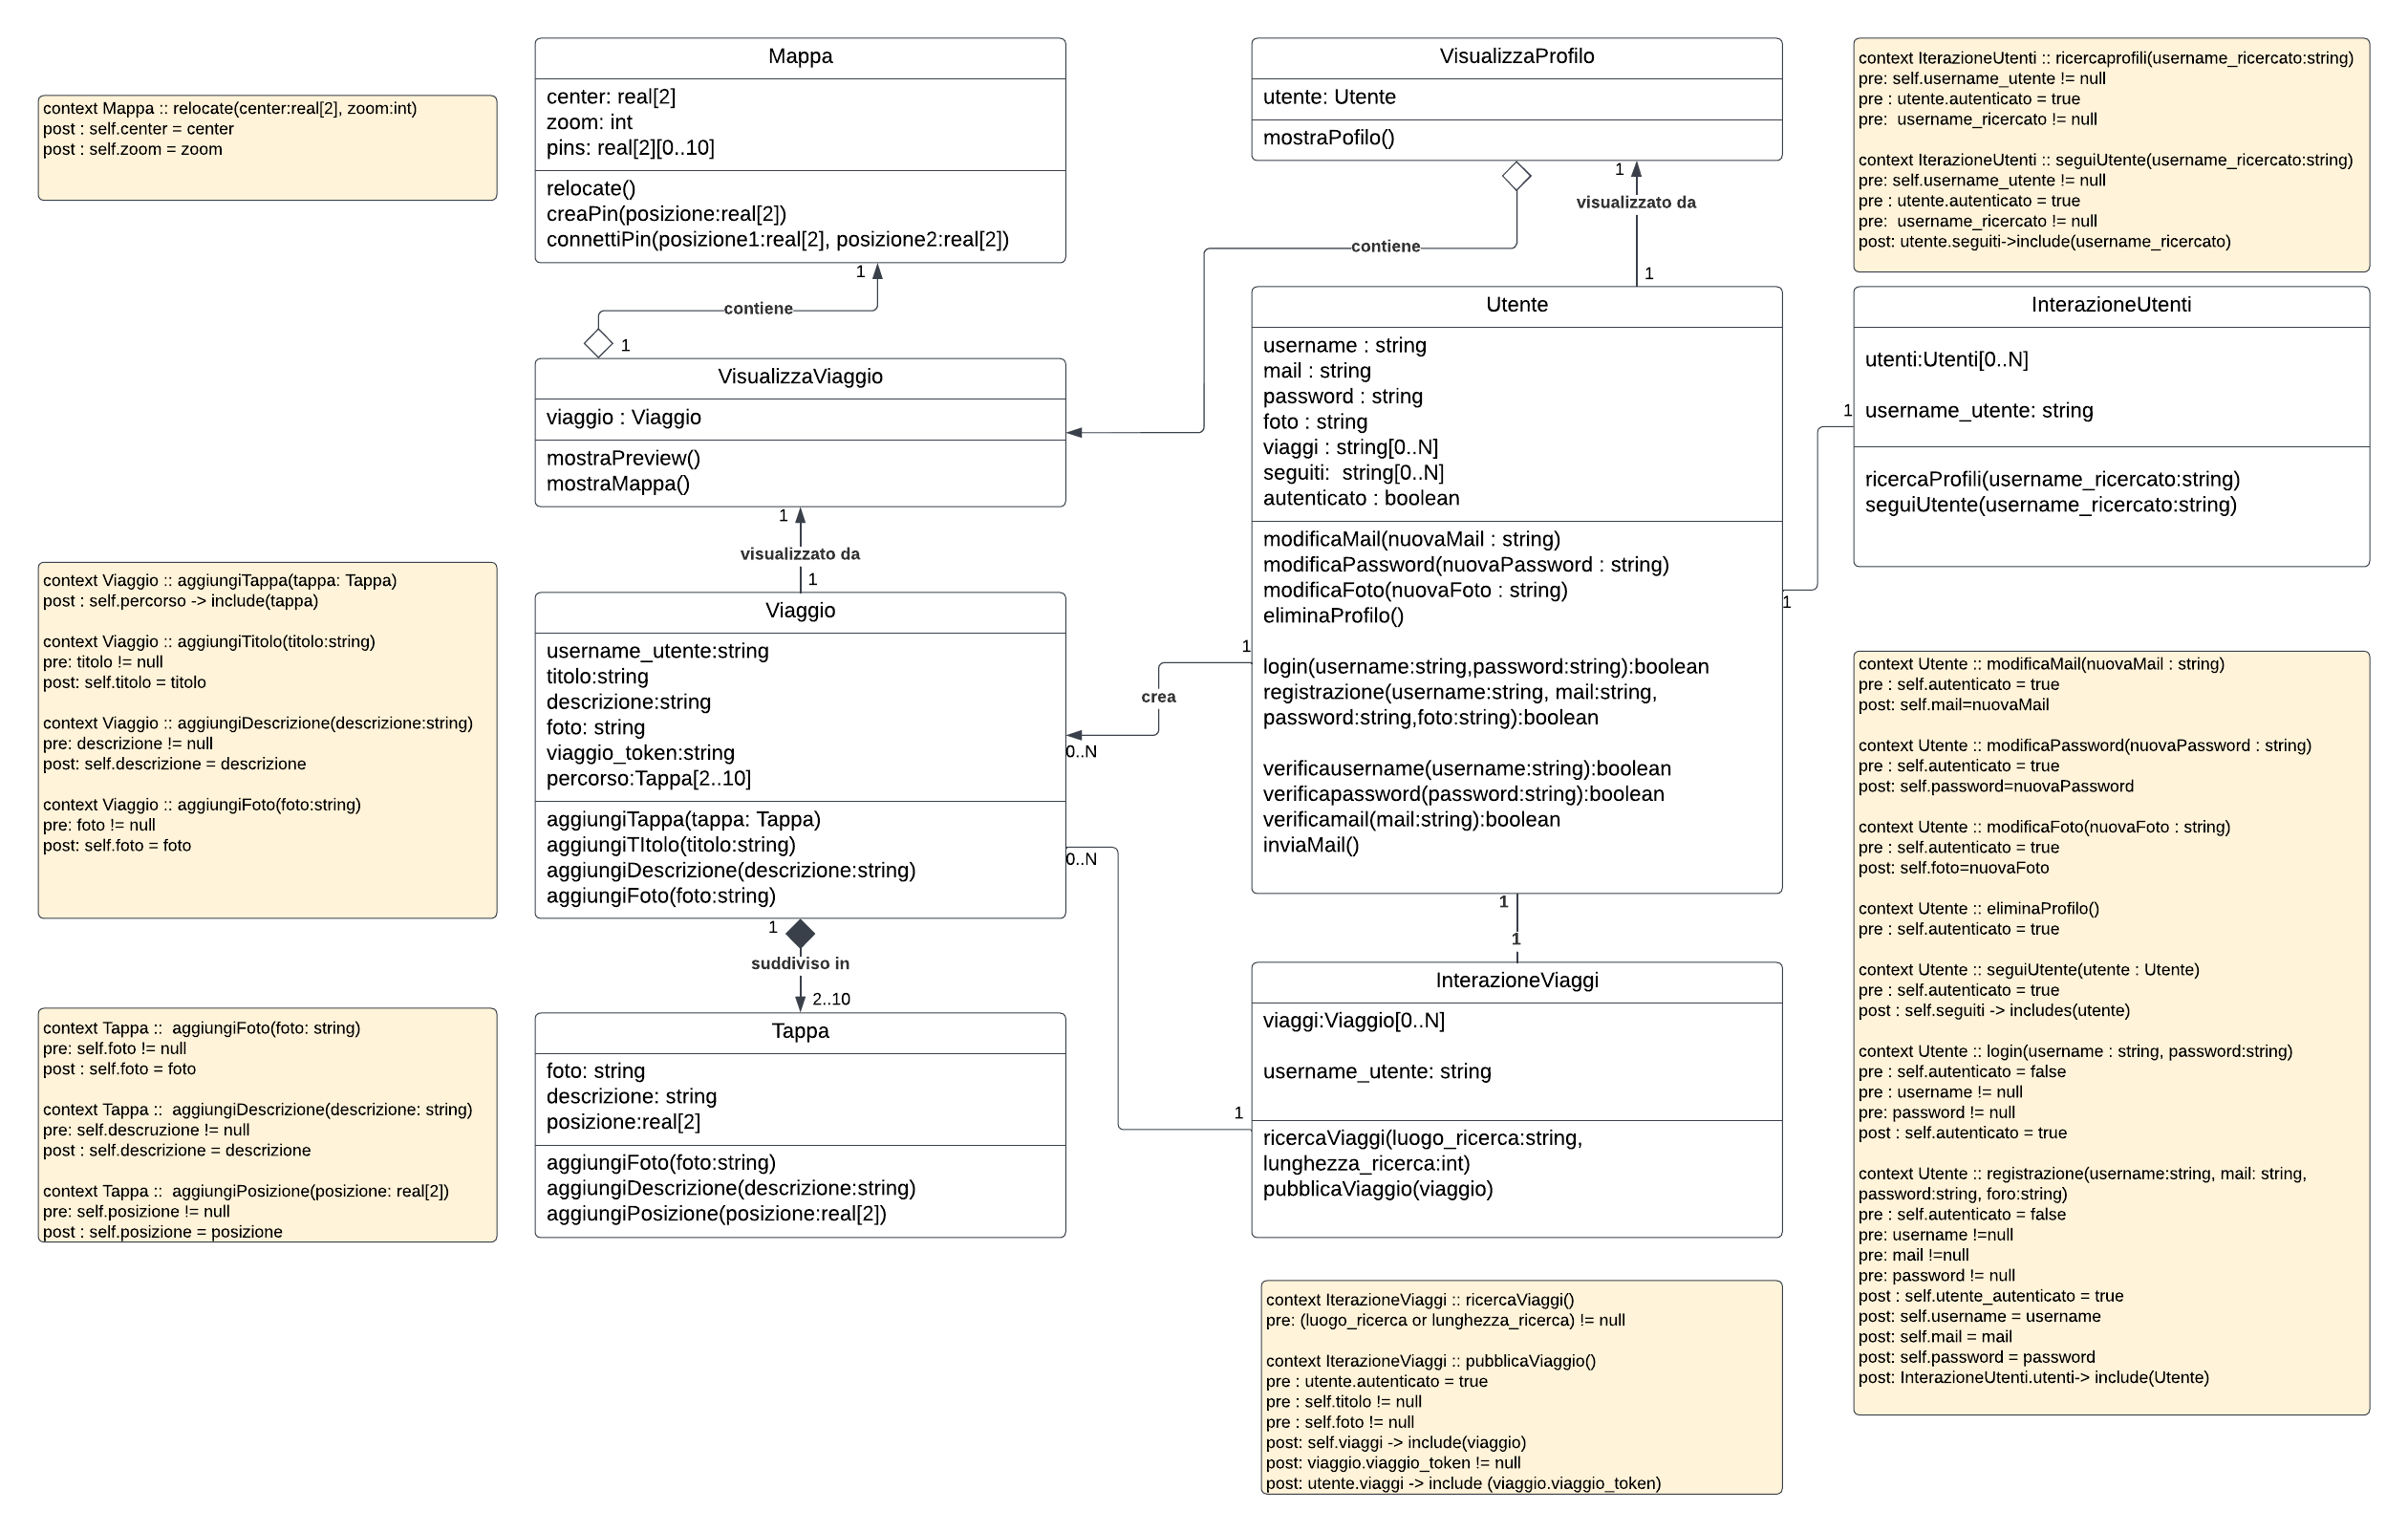 context Mappa :: relocate(center:real[2], zoom:int)
post : self.center = center
post : self.zoom = zoom
Mappa
center: real[2]
zoom: int
pins: real[2][0..10]
relocate()
creaPin(posizione:real[2])
connettiPin(posizione1:real[2], posizione2:real[2])
1
contiene
1
VisualizzaProfilo
utente: Utente
mostraPofilo()
1
visualizzato da
1
contiene
context IterazioneUtenti :: ricercaprofili(username_ricercato:string)
pre: self.username_utente != null
pre : utente.autenticato = true
pre:  username_ricercato != null
context IterazioneUtenti :: seguiUtente(username_ricercato:string)
pre: self.username_utente != null
pre : utente.autenticato = true
pre:  username_ricercato != null
post: utente.seguiti->include(username_ricercato)
VisualizzaViaggio
viaggio : Viaggio
mostraPreview()
mostraMappa()
1
visualizzato da
1
Utente
username : string
mail : string
password : string
foto : string
viaggi : string[0..N]
seguiti:  string[0..N]
autenticato : boolean
modificaMail(nuovaMail : string)
modificaPassword(nuovaPassword : string)
modificaFoto(nuovaFoto : string)
eliminaProfilo()
login(username:string,password:string):boolean
registrazione(username:string, mail:string,
password:string,foto:string):boolean
verificausername(username:string):boolean
verificapassword(password:string):boolean
verificamail(mail:string):boolean
inviaMail()
InterazioneUtenti
utenti:Utenti[0..N]
username_utente: string
ricercaProfili(username_ricercato:string)
seguiUtente(username_ricercato:string)
1
1
context Viaggio :: aggiungiTappa(tappa: Tappa)
post : self.percorso -> include(tappa)
context Viaggio :: aggiungiTitolo(titolo:string)
pre: titolo != null
post: self.titolo = titolo
context Viaggio :: aggiungiDescrizione(descrizione:string)
pre: descrizione != null
post: self.descrizione = descrizione
context Viaggio :: aggiungiFoto(foto:string)
pre: foto != null
post: self.foto = foto
Viaggio
username_utente:string
titolo:string
descrizione:string
foto: string
viaggio_token:string
percorso:Tappa[2..10]
aggiungiTappa(tappa: Tappa)
aggiungiTItolo(titolo:string)
aggiungiDescrizione(descrizione:string)
aggiungiFoto(foto:string)
1
crea
0..N
0..N
1
1
suddiviso in
2..10
1
1
context Utente :: modificaMail(nuovaMail : string)
pre : self.autenticato = true
post: self.mail=nuovaMail
context Utente :: modificaPassword(nuovaPassword : string)
pre : self.autenticato = true
post: self.password=nuovaPassword
context Utente :: modificaFoto(nuovaFoto : string)
pre : self.autenticato = true
post: self.foto=nuovaFoto
context Utente :: eliminaProfilo()
pre : self.autenticato = true
context Utente :: seguiUtente(utente : Utente)
pre : self.autenticato = true
post : self.seguiti -> includes(utente)
context Utente :: login(username : string, password:string)
pre : self.autenticato = false
pre : username != null
pre: password != null
post : self.autenticato = true
context Utente :: registrazione(username:string, mail: string,
password:string, foro:string)
pre : self.autenticato = false
pre: username !=null
pre: mail !=null
pre: password != null
post : self.utente_autenticato = true
post: self.username = username
post: self.mail = mail
post: self.password = password
post: InterazioneUtenti.utenti-> include(Utente)
context Tappa ::  aggiungiFoto(foto: string)
pre: self.foto != null
post : self.foto = foto
context Tappa ::  aggiungiDescrizione(descrizione: string)
pre: self.descruzione != null
post : self.descrizione = descrizione
context Tappa ::  aggiungiPosizione(posizione: real[2])
pre: self.posizione != null
post : self.posizione = posizione
Tappa
foto: string
descrizione: string
posizione:real[2]
aggiungiFoto(foto:string)
aggiungiDescrizione(descrizione:string)
aggiungiPosizione(posizione:real[2])
InterazioneViaggi
viaggi:Viaggio[0..N]
username_utente: string
ricercaViaggi(luogo_ricerca:string,
lunghezza_ricerca:int)
pubblicaViaggio(viaggio)
context IterazioneViaggi :: ricercaViaggi()
pre: (luogo_ricerca or lunghezza_ricerca) != null
context IterazioneViaggi :: pubblicaViaggio()
pre : utente.autenticato = true
pre : self.titolo != null
pre : self.foto != null
post: self.viaggi -> include(viaggio)
post: viaggio.viaggio_token != null
post: utente.viaggi -> include (viaggio.viaggio_token)